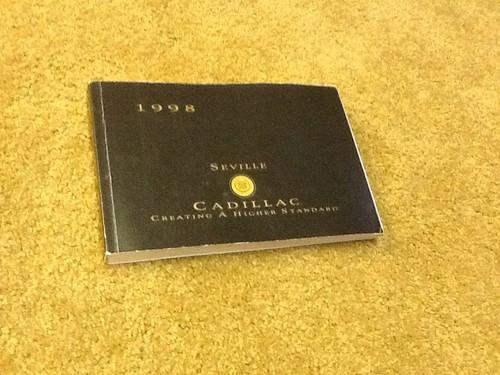 1998
SEVILLE
CADILLAC
CREATING A HIGHER STANDARD